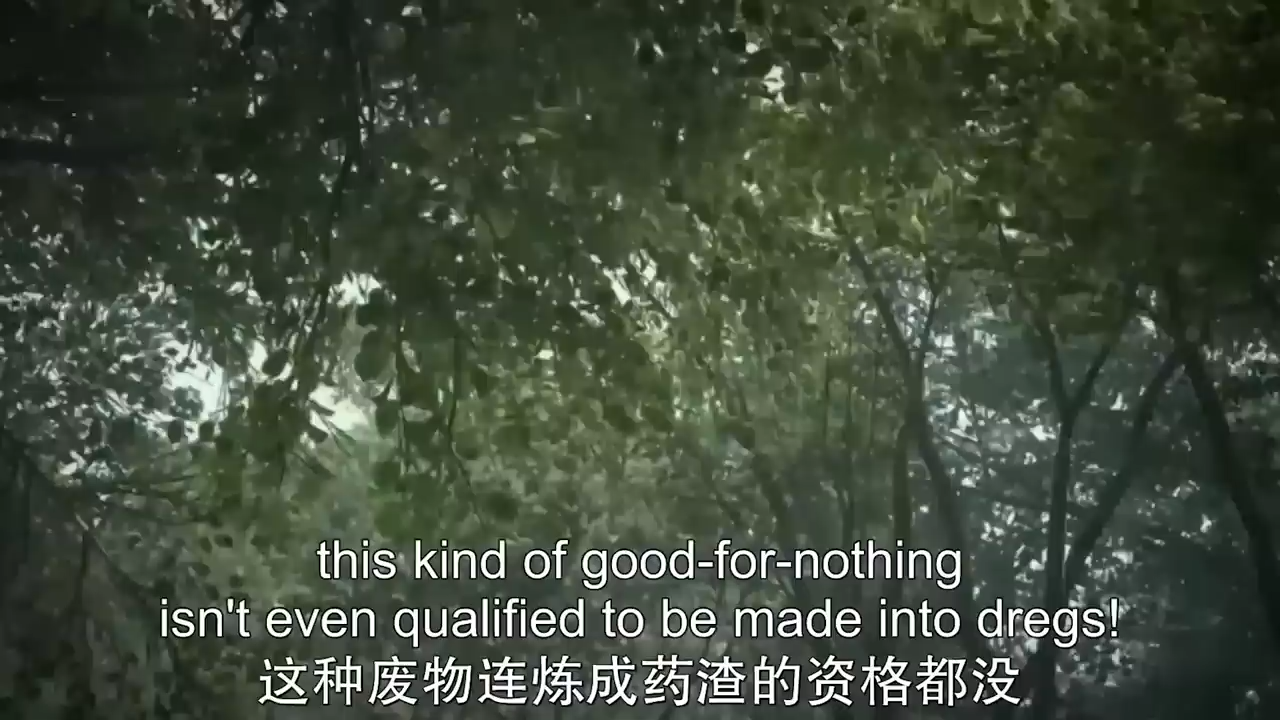 this kind of good-for-nothing
isn't even qualified to be made into dregs!
这种废物连炼成药渣的资格都没